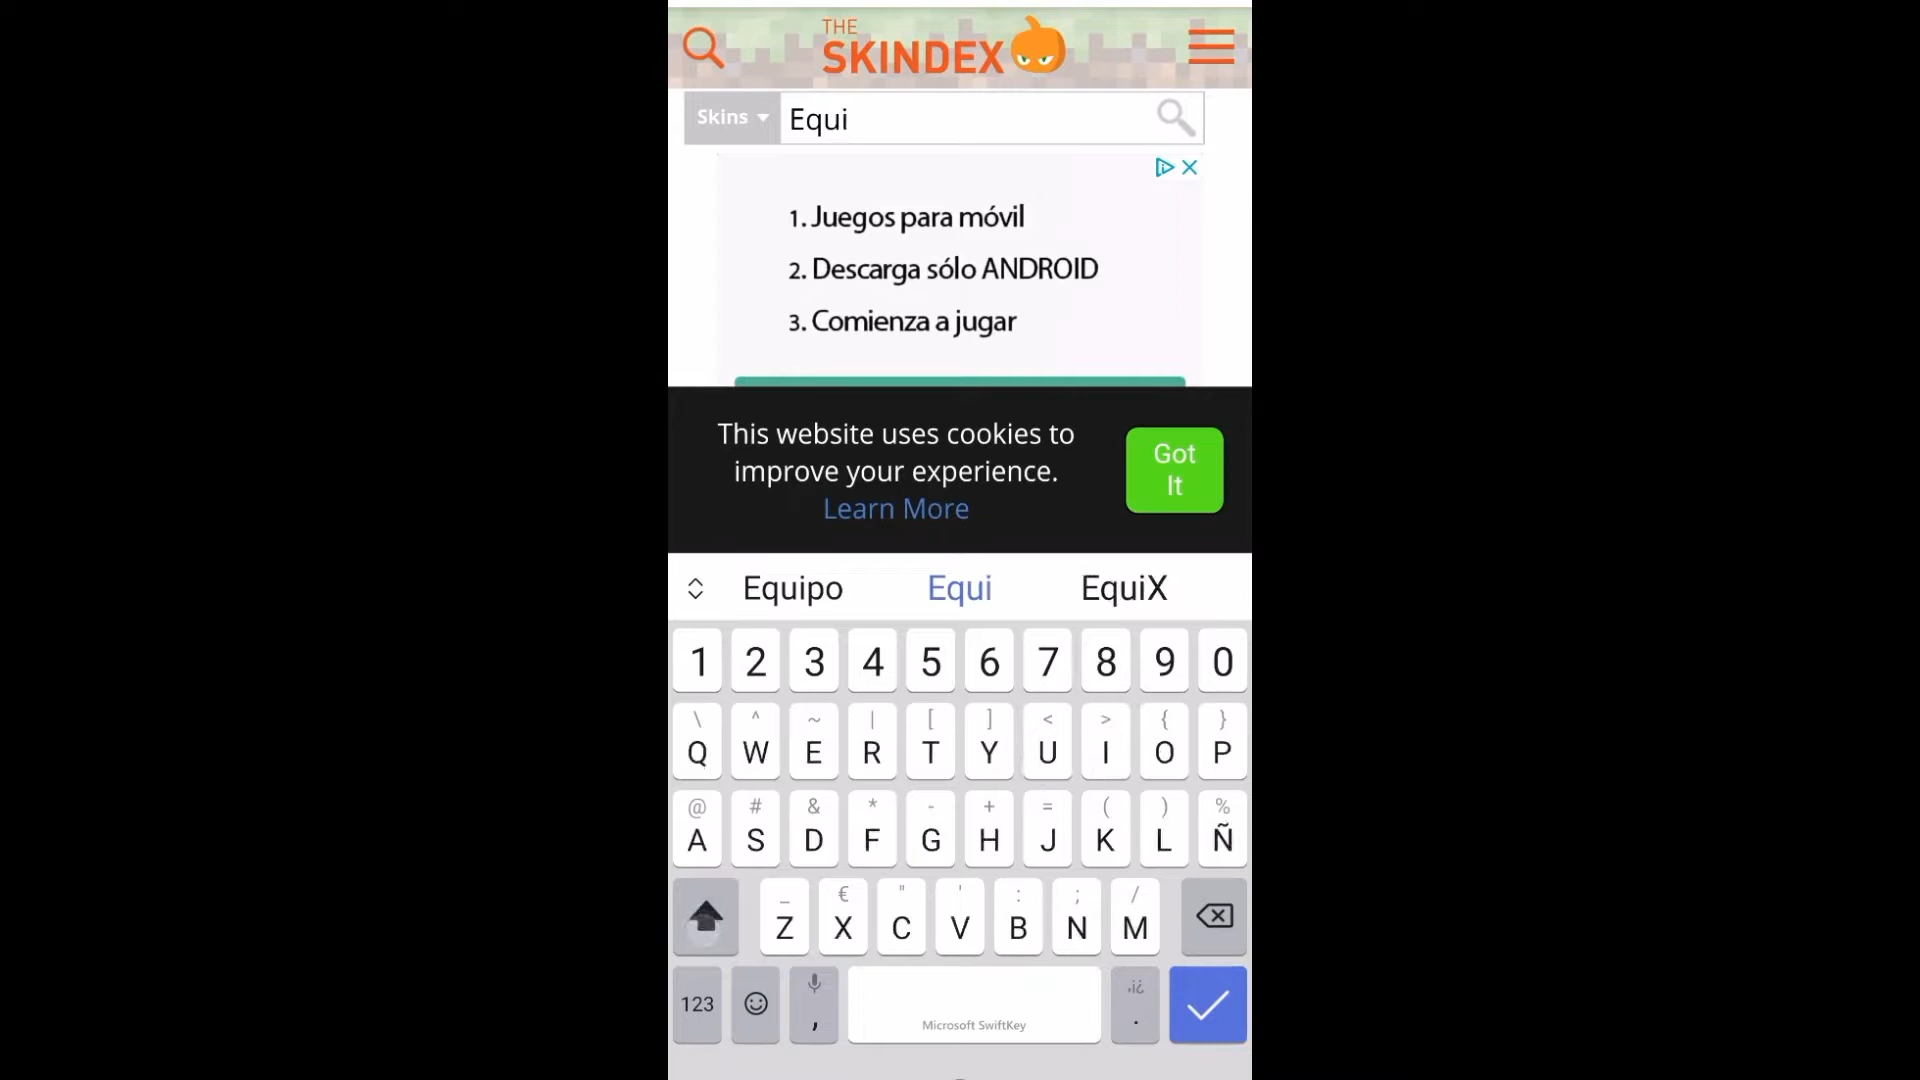 THE
SKINDEX
Skins
Equi
1. Juegos para móvil
2. Descarga sólo ANDROID
3. Comienza a jugar
This website uses cookies to
improve your experience.
Learn More
Got
It
Equipo Equi EquiX
1 2 3 4 5 6 7 8 9 0
\ ^ ~ | [ ] < > { }
Q W E R T Y U I O P
@ # & * - + = ( ) %
A S D F G H J K L Ñ
_ € " ' : ; /
Z X C V B N M
123 , .
Microsoft SwiftKey